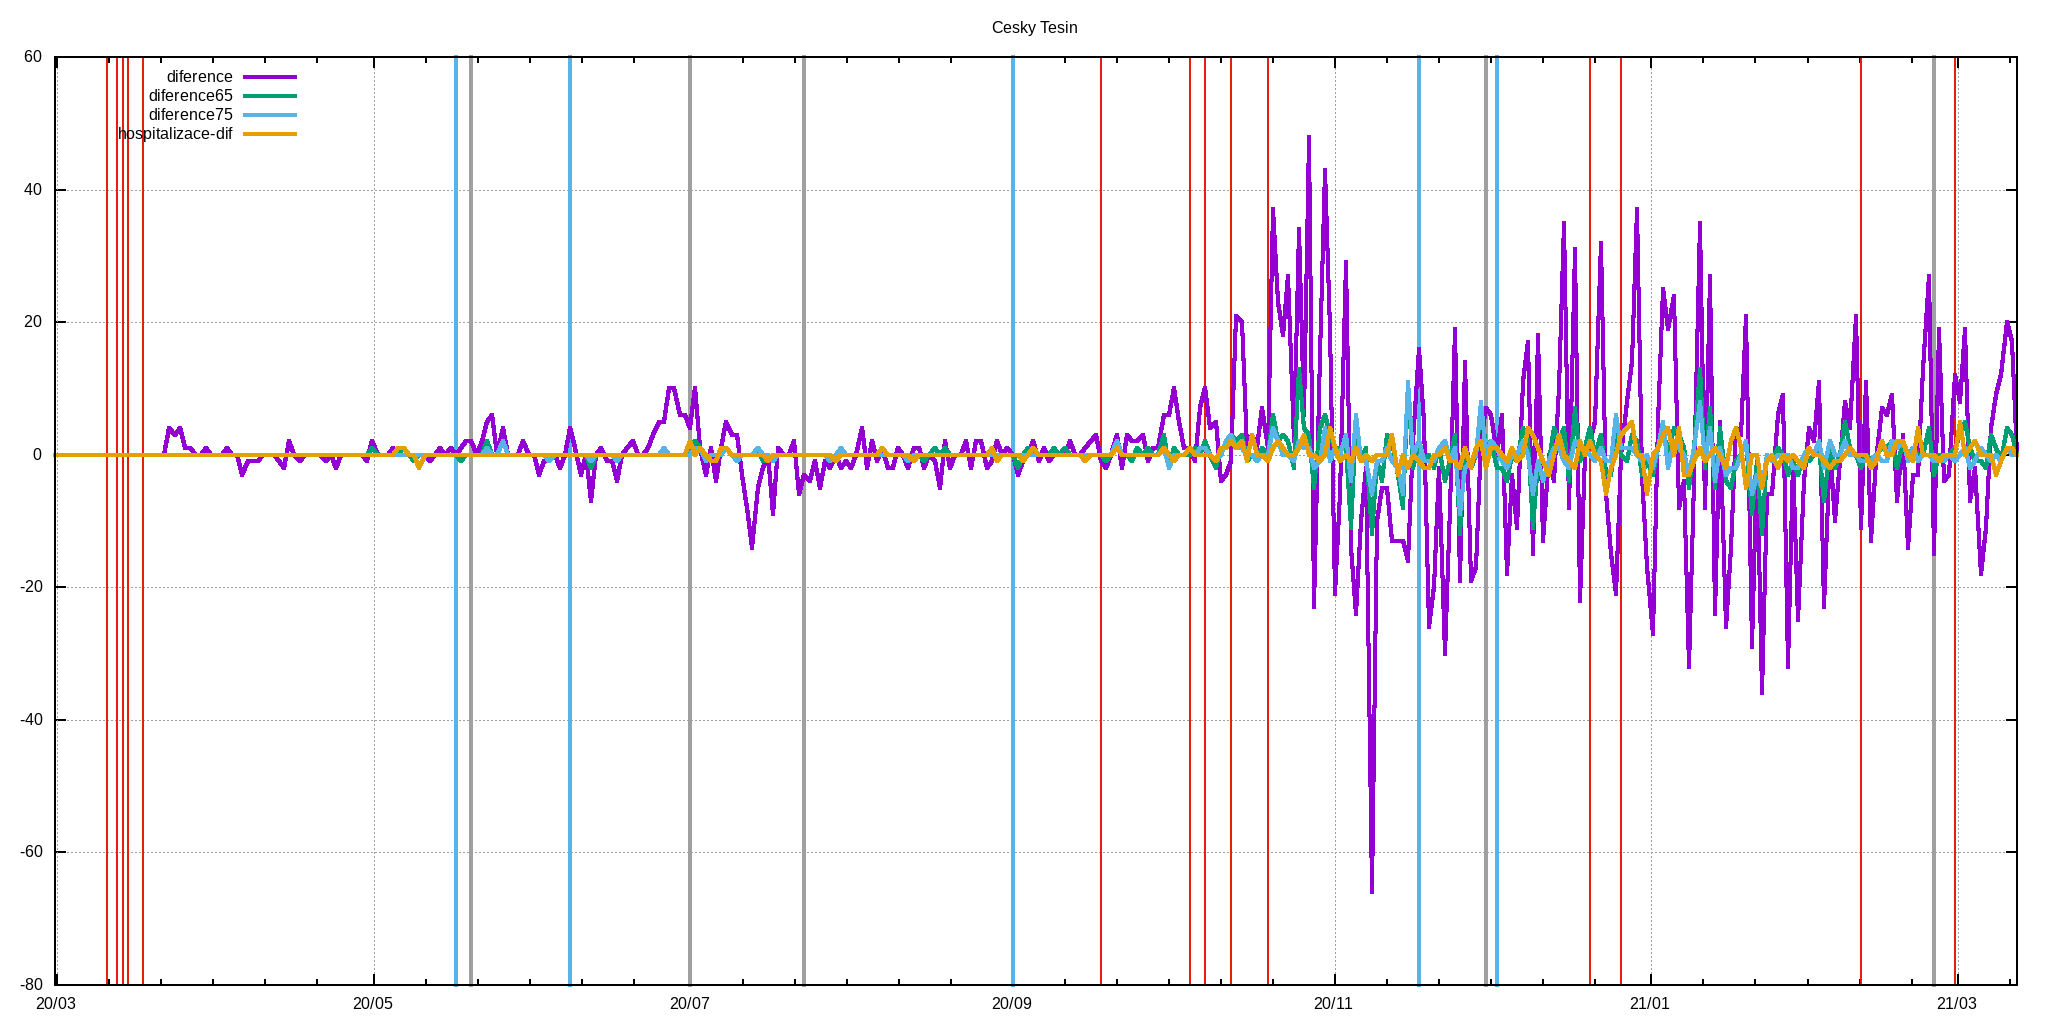 Cesky Tesin
60
40
20
0
-20
-40
-60
-80
diference
diference65
diference75
hospitalizace-dif
20/03 20/05 20/07 20/09 20/11 21/01 21/03